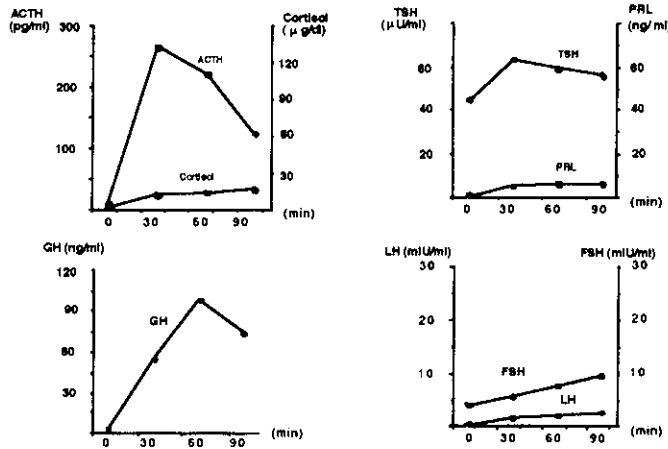 ACTH
(pg/ml)
Cortisol
(μ g/dl)
300
200
100
0
120
90
60
30
ACTH
Cortisol
0 30 60 90 (min)
TSH
(μU/ml)
PRL
(ng/ml)
60
40
20
60
40
20
TSH
PRL
0 30 60 90 (min)
GH (ng/ml)
120
90
60
30
GH
0 30 60 90 (min)
LH (mIU/ml)
FSH (mIU/ml)
30
20
10
0
30
20
10
FSH
LH
0 30 60 90 (min)